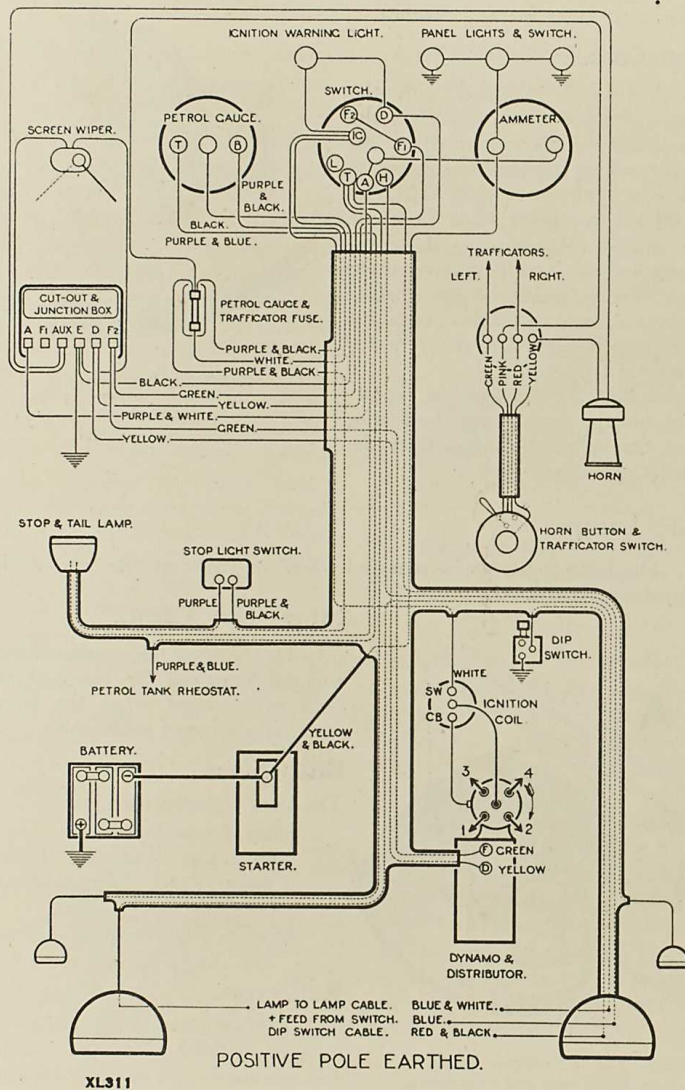 IGNITION WARNING LIGHT.
PANEL LIGHTS & SWITCH.
SWITCH.
PETROL GAUGE.
AMMETER.
SCREEN WIPER.
T
B
F2
D
IC
F1
L
T
A
H
PURPLE
&
BLACK.
BLACK.
PURPLE & BLUE.
TRAFFICATORS.
LEFT.
RIGHT.
CUT-OUT &
JUNCTION BOX
A F1 AUX E D F2
PETROL GAUGE &
TRAFFICATOR FUSE.
PURPLE & BLACK.
WHITE.
PURPLE & BLACK
BLACK.
GREEN.
YELLOW.
PURPLE & WHITE.
GREEN.
YELLOW.
GREEN
PINK
RED
YELLOW
HORN
HORN BUTTON &
TRAFFICATOR SWITCH.
STOP & TAIL LAMP.
STOP LIGHT SWITCH.
PURPLE
PURPLE &
BLACK.
PURPLE & BLUE.
PETROL TANK RHEOSTAT.
DIP
SWITCH.
WHITE
SW
CB
IGNITION
COIL
YELLOW
& BLACK.
BATTERY.
STARTER.
3
4
1
2
F GREEN
D YELLOW
DYNAMO &
DISTRIBUTOR.
LAMP TO LAMP CABLE. BLUE & WHITE.
+ FEED FROM SWITCH. BLUE.
DIP SWITCH CABLE. RED & BLACK.
POSITIVE POLE EARTHED.
XL311